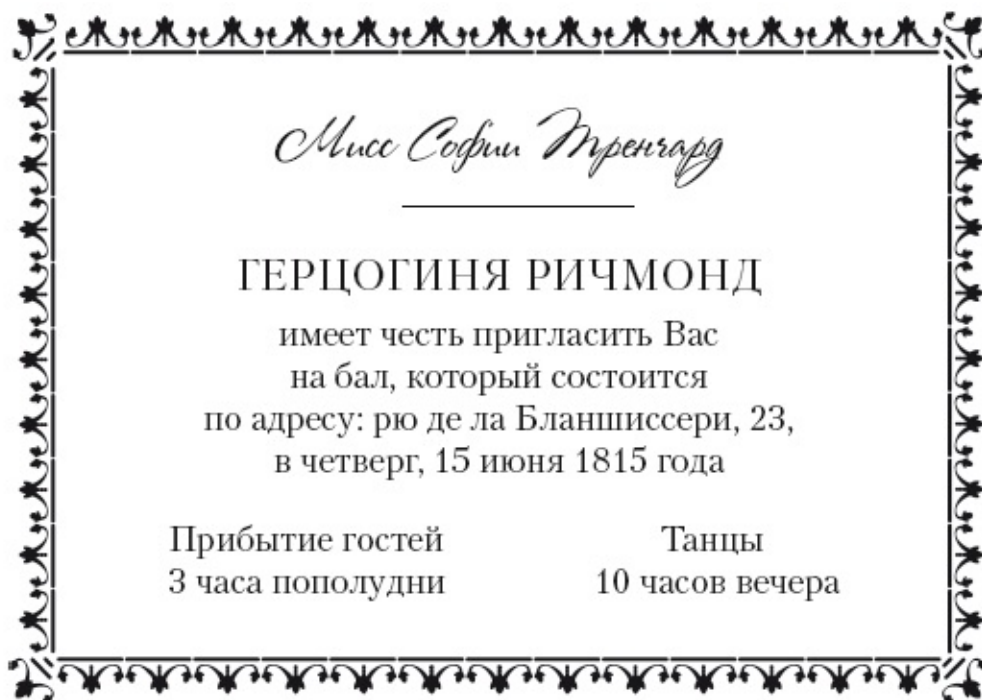 Мисс Софии Тренчард
ГЕРЦОГИНЯ РИЧМОНД
имеет честь пригласить Вас
на бал, который состоится
по адресу: рю де ла Бланшиссери, 23,
в четверг, 15 июня 1815 года
Прибытие гостей
3 часа пополудни
Танцы
10 часов вечера